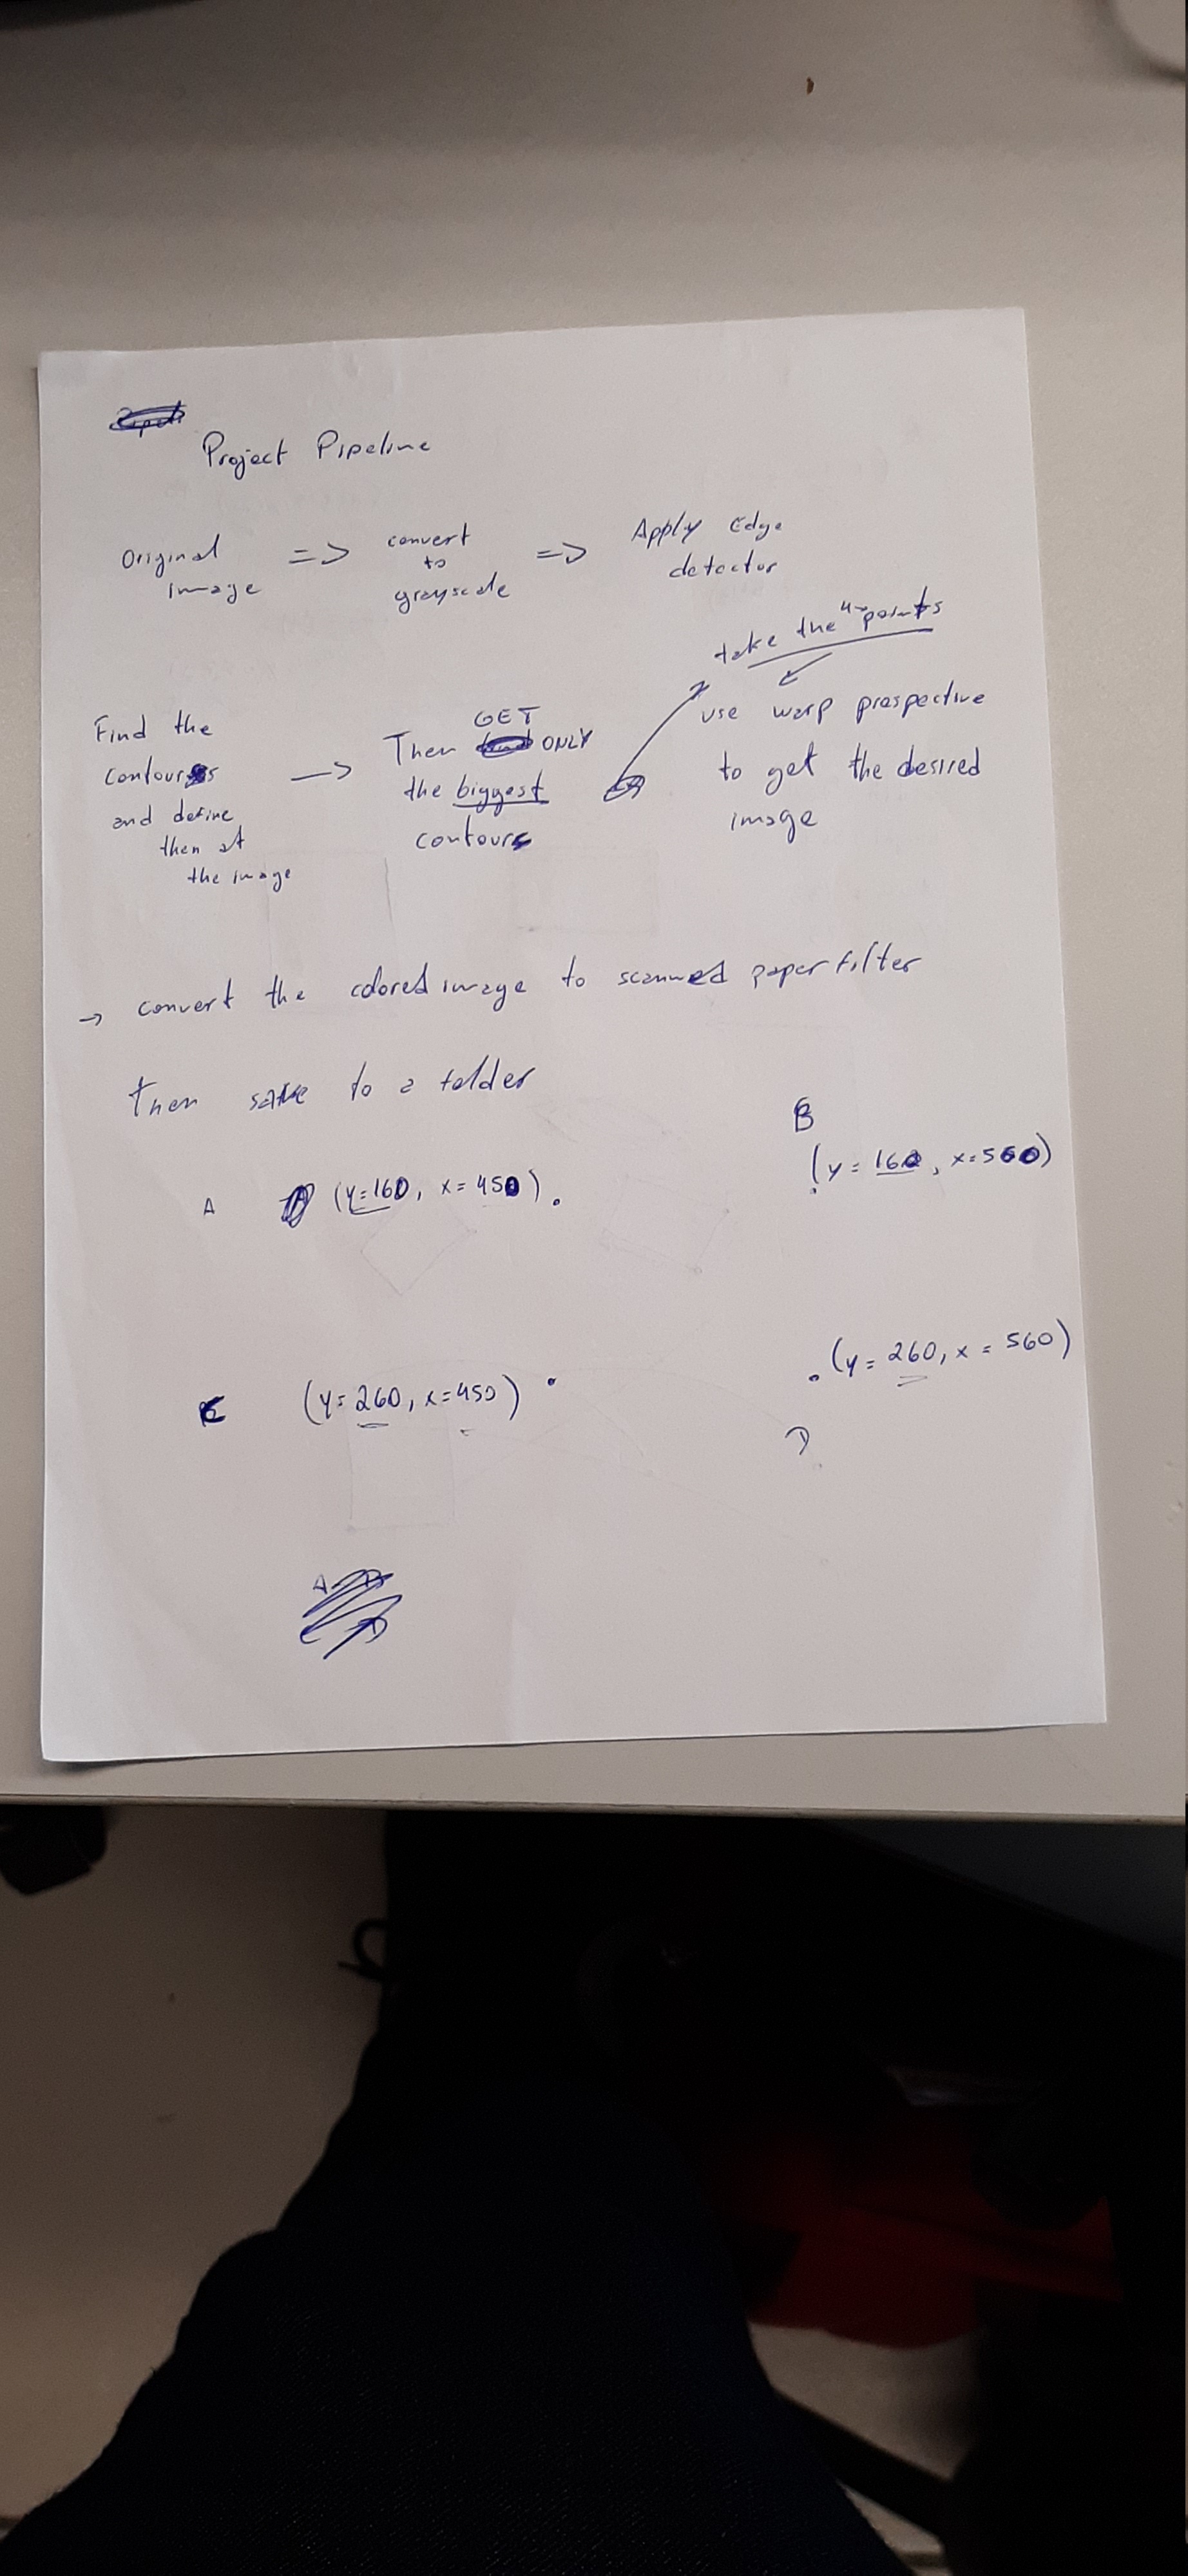 Project Pipeline
Original => convert => Apply Edge
Image to detector
grayscale
take the 4 points
Find the GET use warp prospective
contours -> Then ONLY to get the desired
and define the biggest image
then at contours
the image
-> convert the colored image to scanned paper filter
then save to a folder
B
A (y=160, x=450) (y=160, x=560)
C (y=260, x=450) (y=260, x=560)
D
A